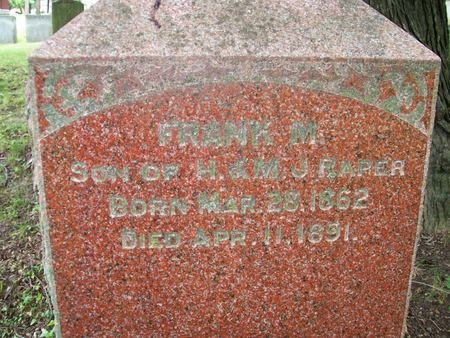 FRANK M.
SON OF H. & M. J. RAPER
BORN MAR. 28. 1862
DIED APR. 11. 1891.